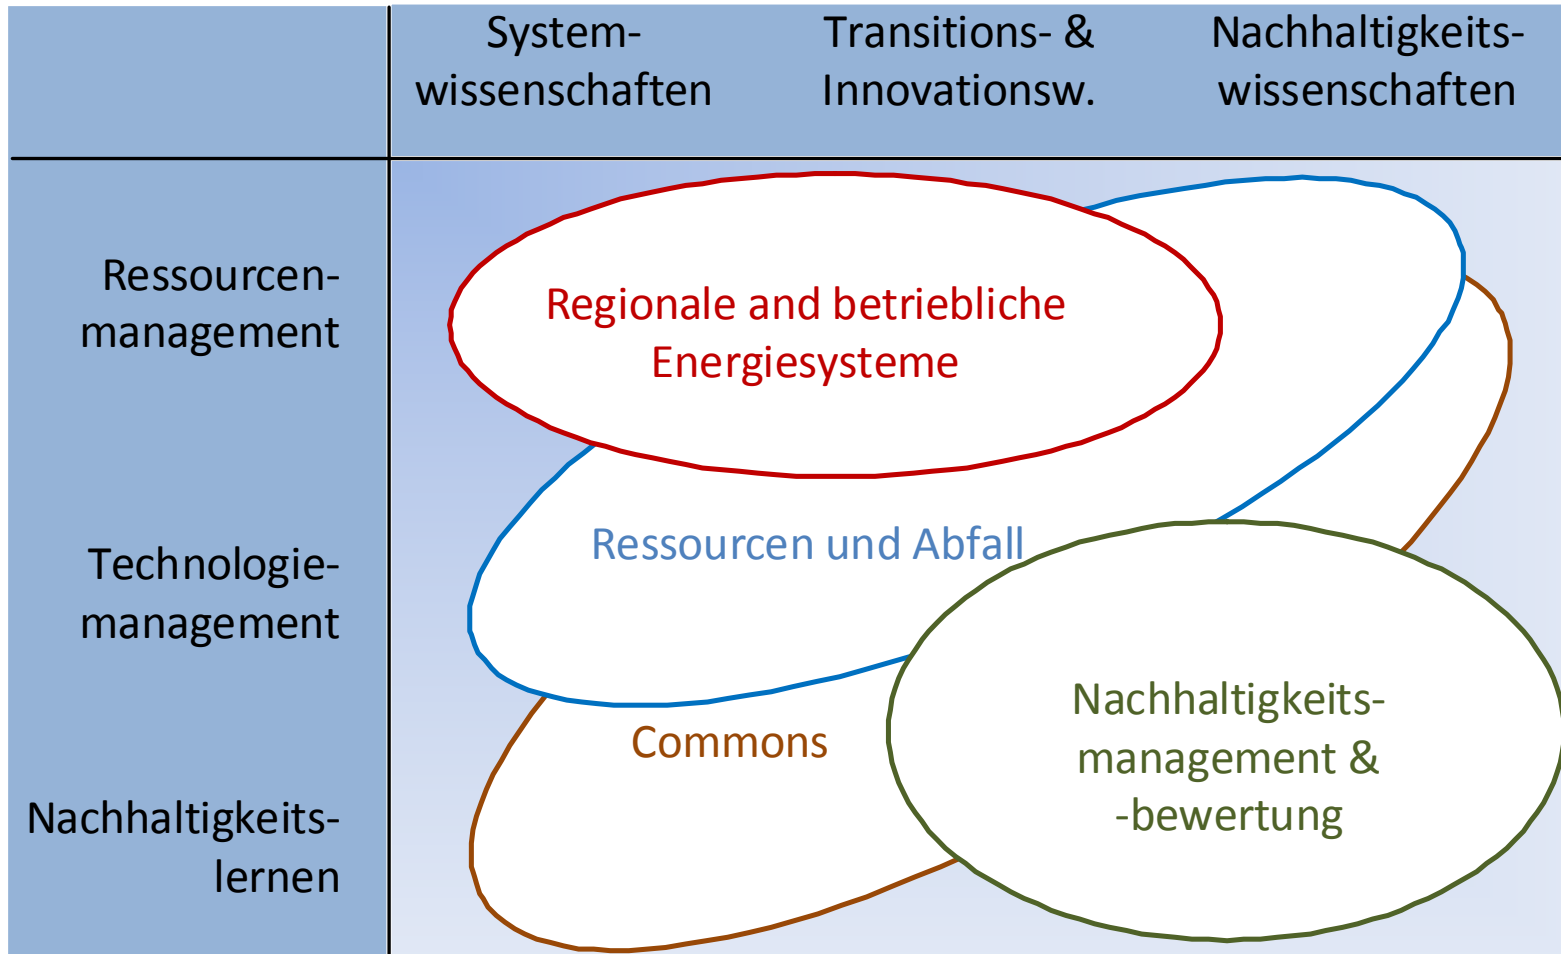 System-
wissenschaften
Transitions- &
Innovationsw.
Nachhaltigkeits-
wissenschaften
Ressourcen-
management
Regionale and betriebliche
Energiesysteme
Technologie-
management
Ressourcen und Abfall
Commons
Nachhaltigkeits-
management &
-bewertung
Nachhaltigkeits-
lernen